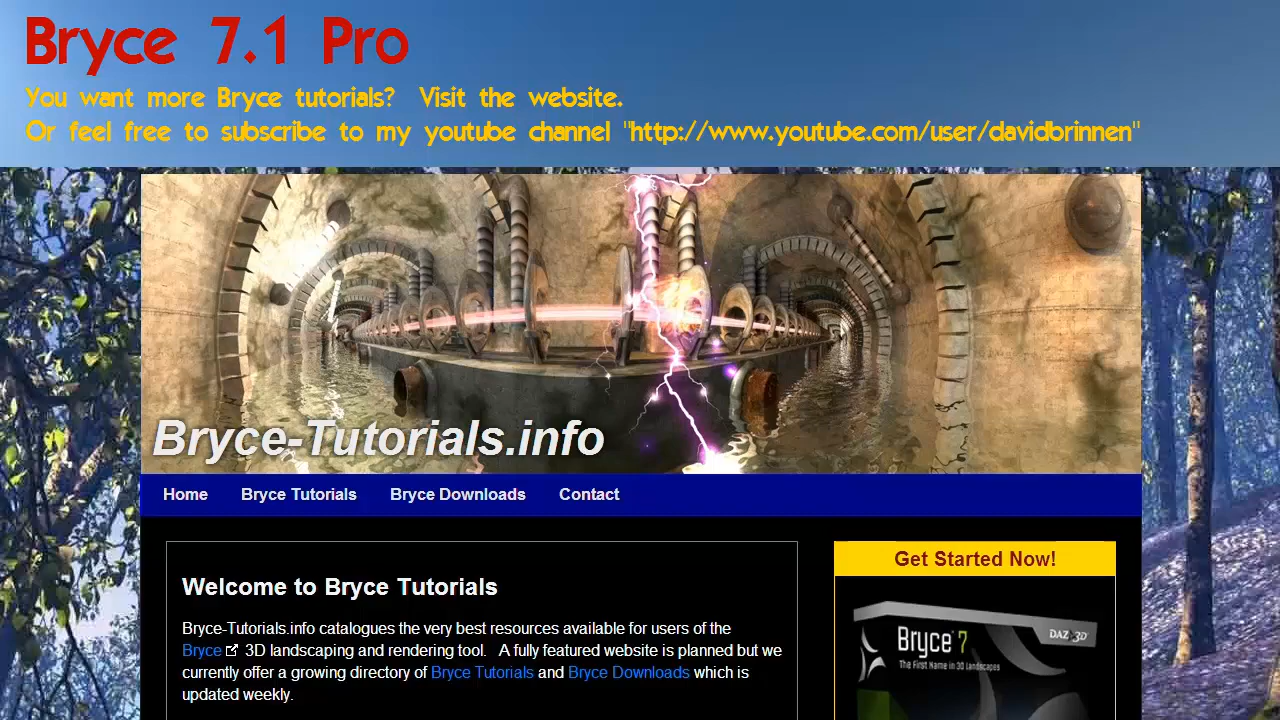 Bryce 7.1 Pro
You want more Bryce tutorials? Visit the website.
Or feel free to subscribe to my youtube channel "http://www.youtube.com/user/davidbrinnen"
Bryce-Tutorials.info
Home Bryce Tutorials Bryce Downloads Contact
Welcome to Bryce Tutorials
Bryce-Tutorials.info catalogues the very best resources available for users of the
Bryce 3D landscaping and rendering tool. A fully featured website is planned but we
currently offer a growing directory of Bryce Tutorials and Bryce Downloads which is
updated weekly.
Get Started Now!
Bryce 7
DAZ 3D
The First Name in 3D Landscapes